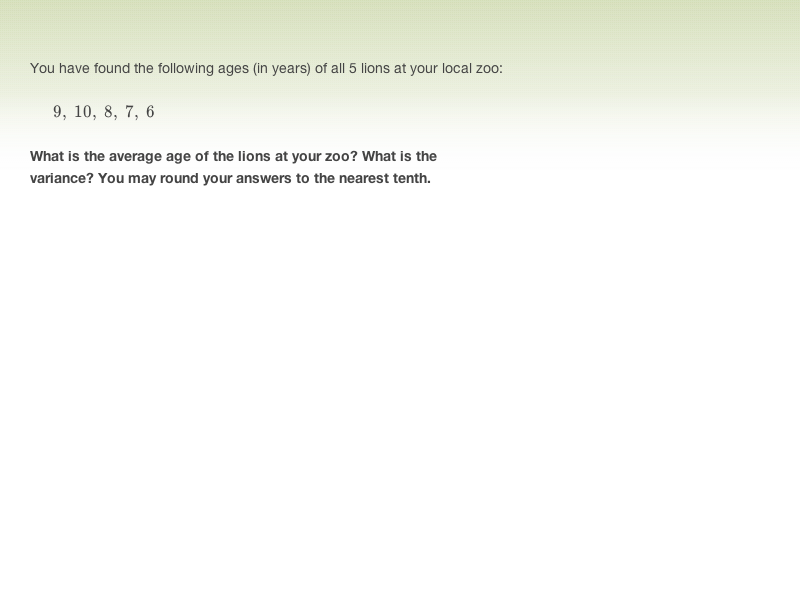 You have found the following ages (in years) of all 5 lions at your local zoo:
9, 10, 8, 7, 6
What is the average age of the lions at your zoo? What is the
variance? You may round your answers to the nearest tenth.